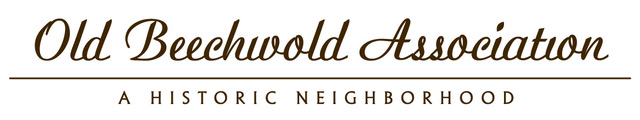 Old Beechwold Association
A HISTORIC NEIGHBORHOOD